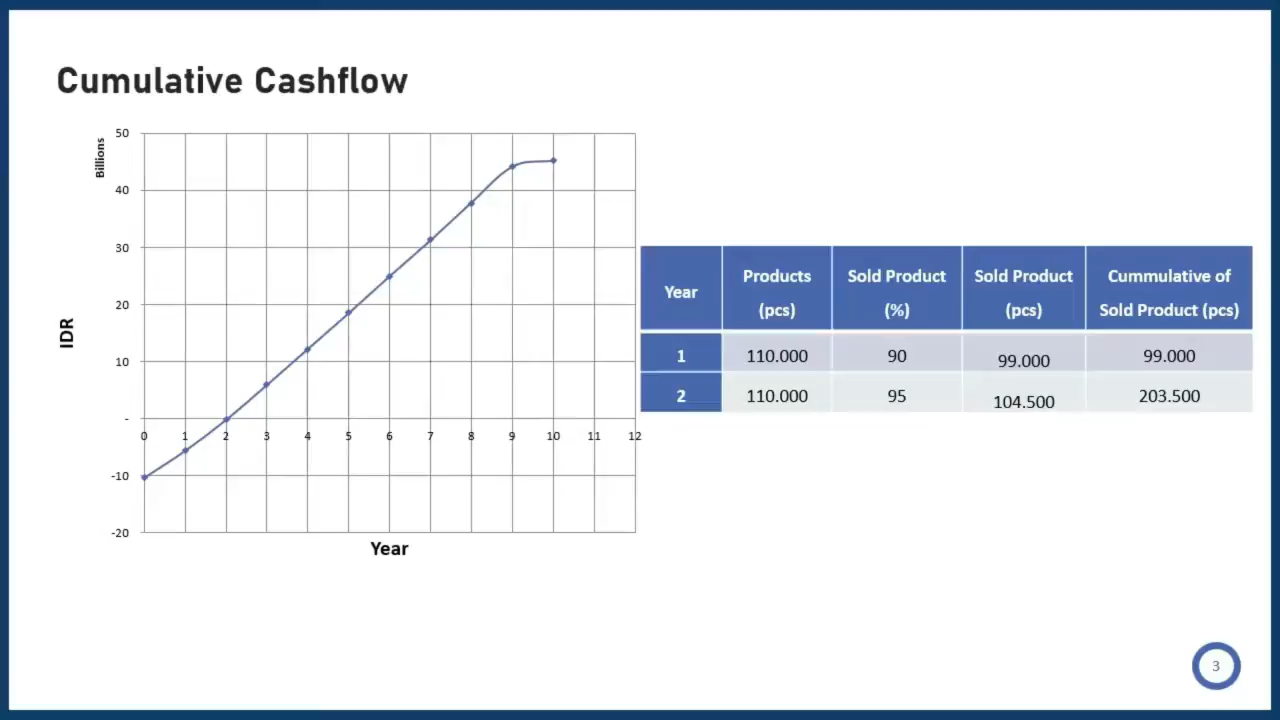 Cumulative Cashflow
Billions
50
40
30
20
10
-
-10
-20
IDR
0 1 2 3 4 5 6 7 8 9 10 11 12
Year
Year
Products
(pcs)
Sold Product
(%)
Sold Product
(pcs)
Cummulative of
Sold Product (pcs)
1 110.000 90 99.000 99.000
2 110.000 95 104.500 203.500
3